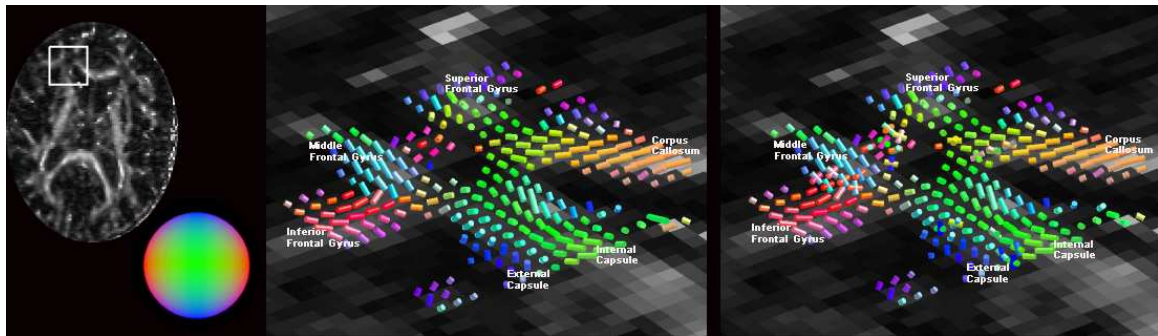 Superior
Frontal Gyrus
Middle
Frontal Gyrus
Corpus
Callosum
Inferior
Frontal Gyrus
Internal
Capsule
External
Capsule
Superior
Frontal Gyrus
Middle
Frontal Gyrus
Corpus
Callosum
Inferior
Frontal Gyrus
Internal
Capsule
External
Capsule